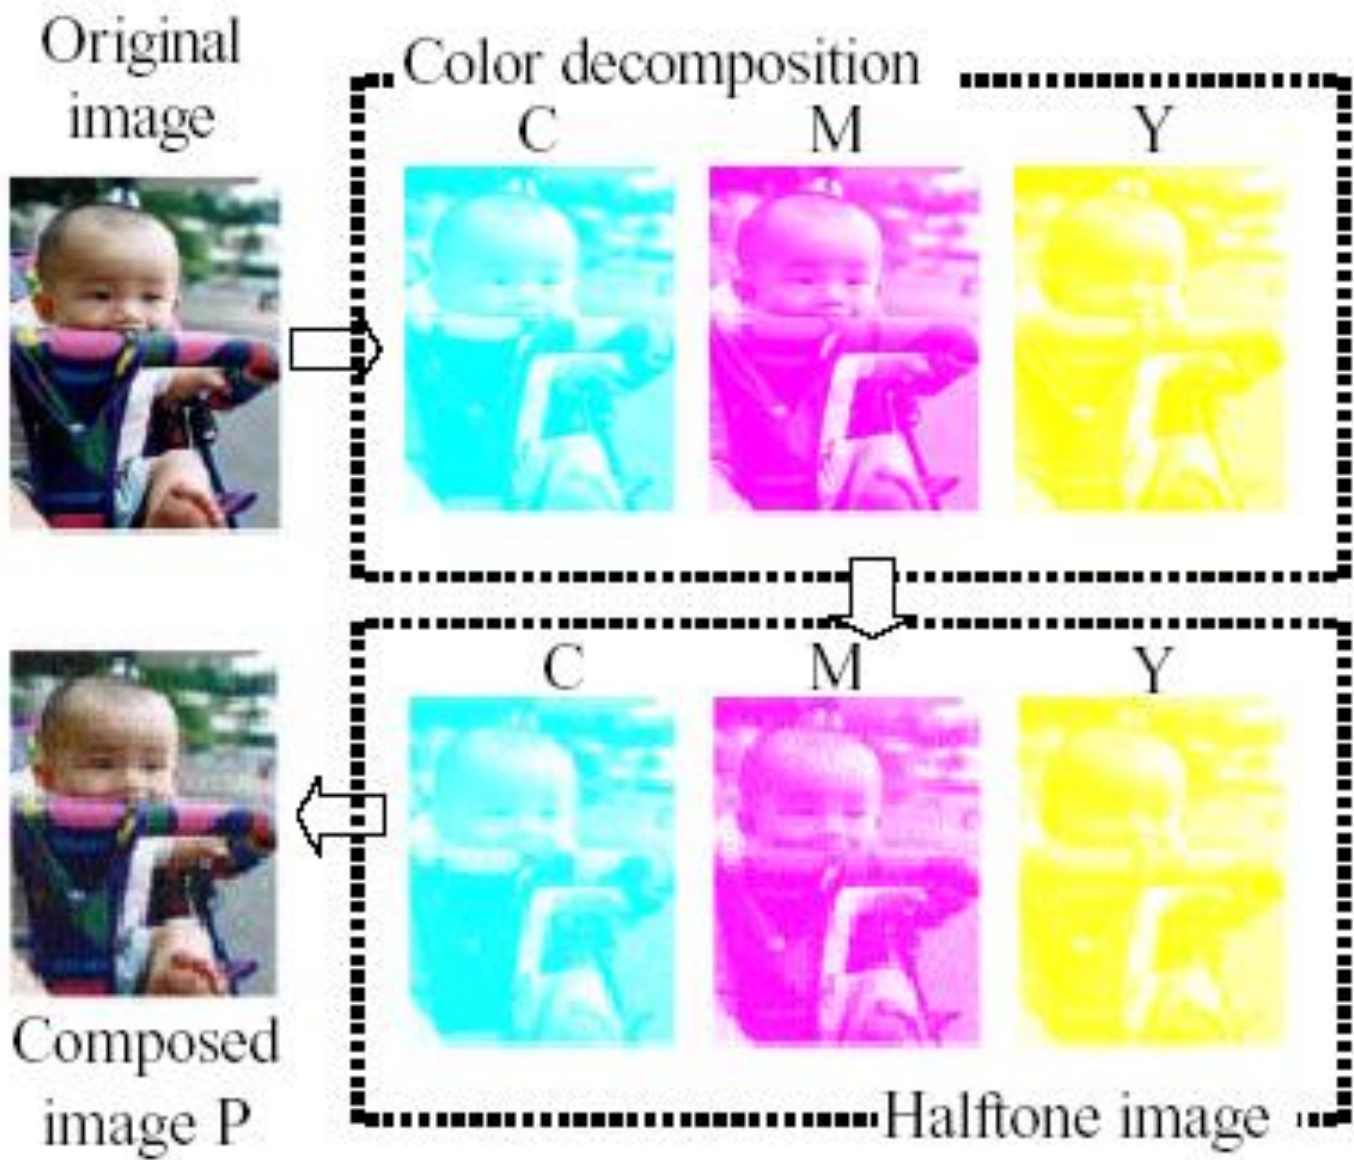 Original
image
Color decomposition
C M Y
C M Y
Composed
image P
Halftone image